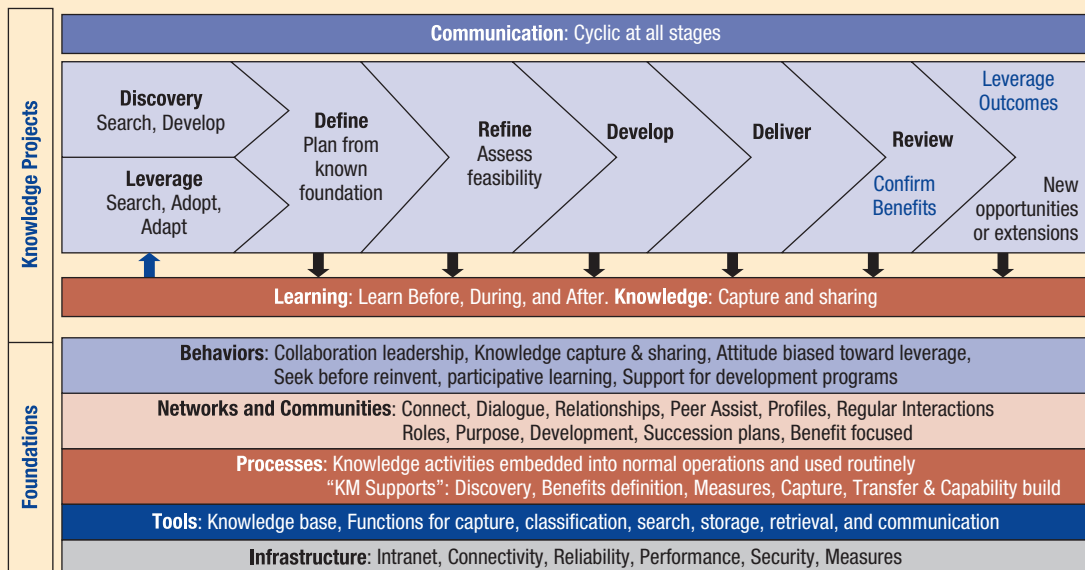 Knowledge Projects
Communication: Cyclic at all stages
Discovery
Search, Develop
Leverage
Search, Adopt,
Adapt
Define
Plan from
known
foundation
Refine
Assess
feasibility
Develop
Deliver
Review
Confirm
Benefits
Leverage
Outcomes
New
opportunities
or extensions
Learning: Learn Before, During, and After. Knowledge: Capture and sharing
Foundations
Behaviors: Collaboration leadership, Knowledge capture & sharing, Attitude biased toward leverage,
Seek before reinvent, participative learning, Support for development programs
Networks and Communities: Connect, Dialogue, Relationships, Peer Assist, Profiles, Regular Interactions
Roles, Purpose, Development, Succession plans, Benefit focused
Processes: Knowledge activities embedded into normal operations and used routinely
“KM Supports”: Discovery, Benefits definition, Measures, Capture, Transfer & Capability build
Tools: Knowledge base, Functions for capture, classification, search, storage, retrieval, and communication
Infrastructure: Intranet, Connectivity, Reliability, Performance, Security, Measures